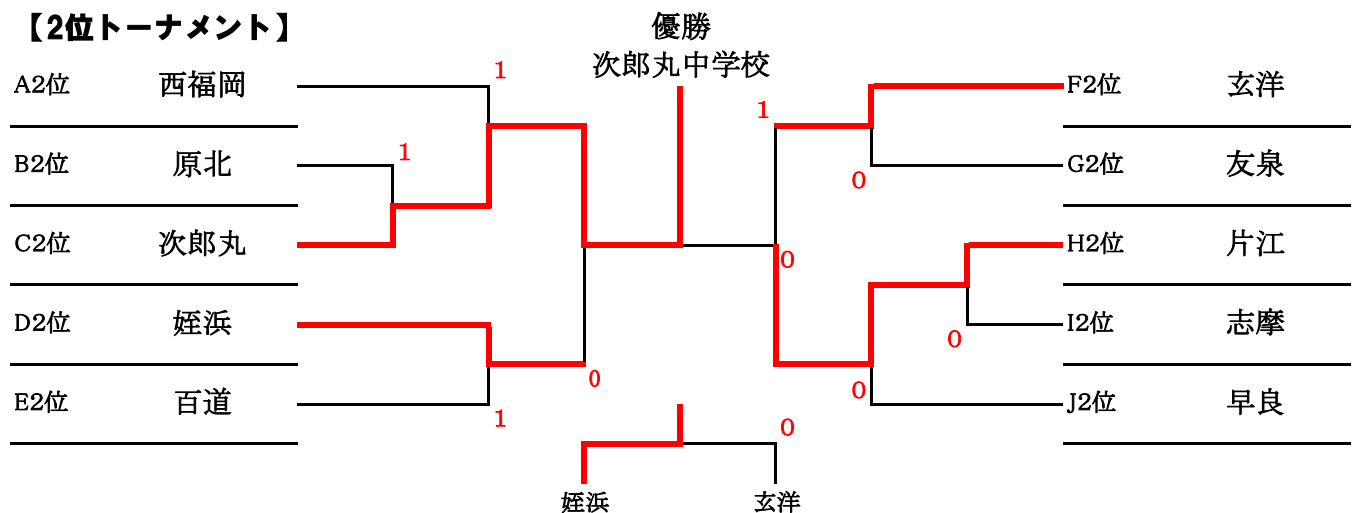 【2位トーナメント】
優勝
次郎丸中学校
A2位 西福岡
1
B2位 原北
1
C2位 次郎丸
D2位 姪浜
0
E2位 百道
1
1
F2位 玄洋
G2位 友泉
0
H2位 片江
0
I2位 志摩
0
J2位 早良
0
0
姪浜 玄洋